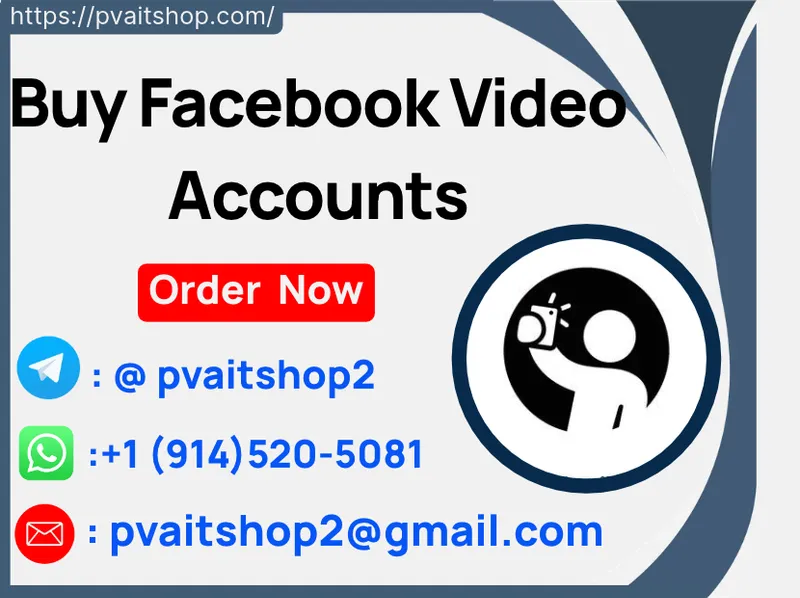 https://pvaitshop.com/
Buy Facebook Video
Accounts
Order Now
: @ pvaitshop2
:+1 (914)520-5081
: pvaitshop2@gmail.com